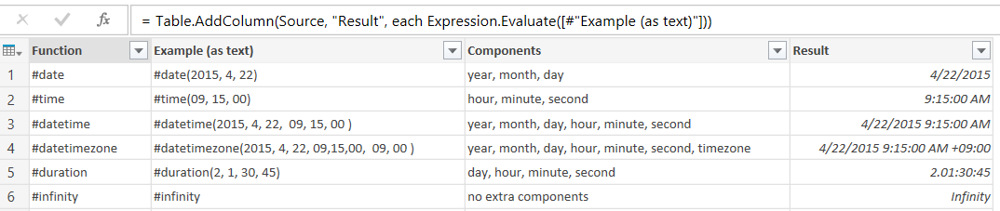 fx = Table.AddColumn(Source, "Result", each Expression.Evaluate([#"Example (as text)"]))
Function Example (as text) Components Result
1 #date #date(2015, 4, 22) year, month, day 4/22/2015
2 #time #time(09, 15, 00) hour, minute, second 9:15:00 AM
3 #datetime #datetime(2015, 4, 22,  09, 15, 00 ) year, month, day, hour, minute, second 4/22/2015 9:15:00 AM
4 #datetimezone #datetimezone(2015, 4, 22, 09,15,00,  09, 00 ) year, month, day, hour, minute, second, timezone 4/22/2015 9:15:00 AM +09:00
5 #duration #duration(2, 1, 30, 45) day, hour, minute, second 2.01:30:45
6 #infinity #infinity no extra components Infinity